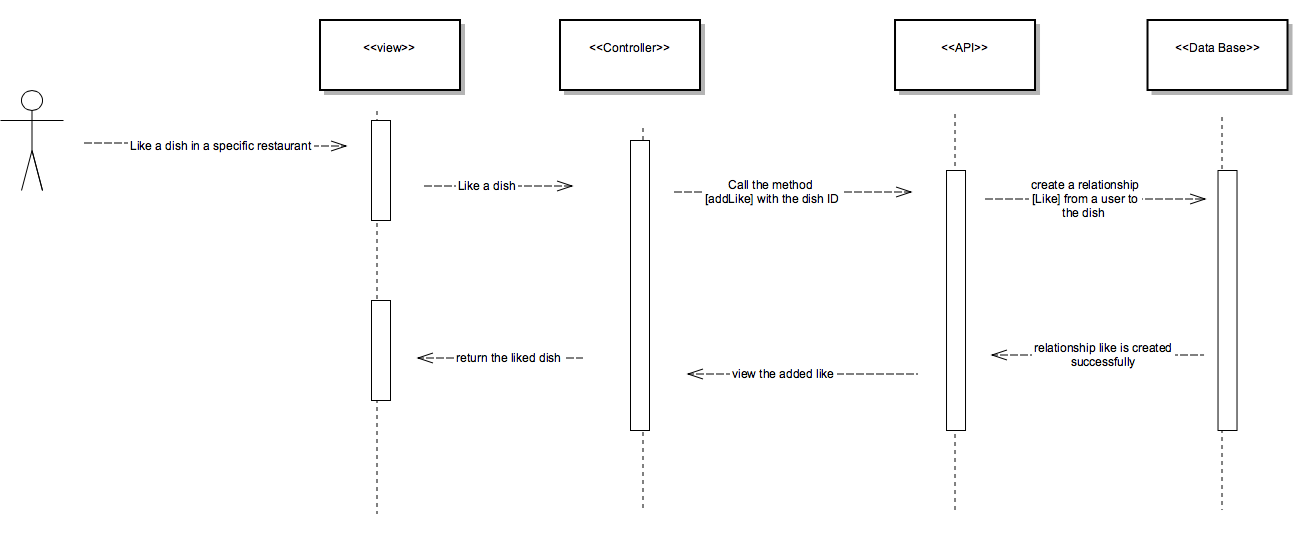 <<view>>
<<Controller>>
<<API>>
<<Data Base>>
Like a dish in a specific restaurant
Like a dish
Call the method
[addLike] with the dish ID
create a relationship
[Like] from a user to
the dish
return the liked dish
view the added like
relationship like is created
successfully